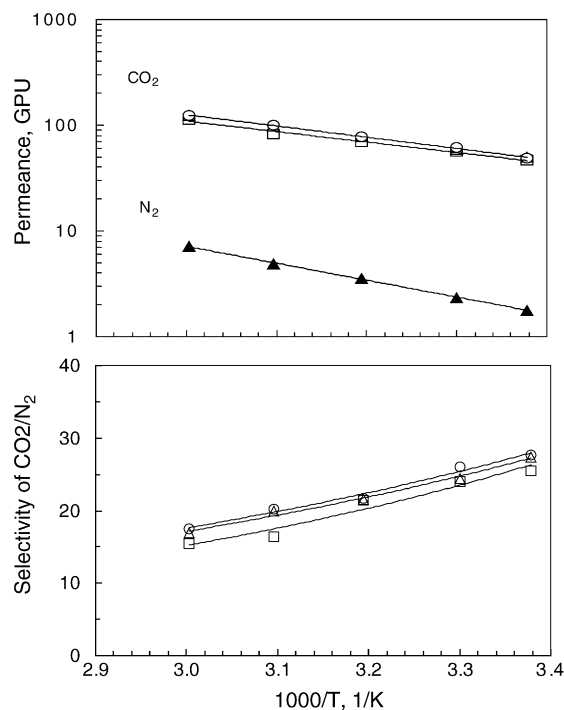 1000
CO2
100
Permeance, GPU
N2
10
1
40
30
Selectivity of CO2/N2
20
10
0
2.9 3.0 3.1 3.2 3.3 3.4
1000/T, 1/K